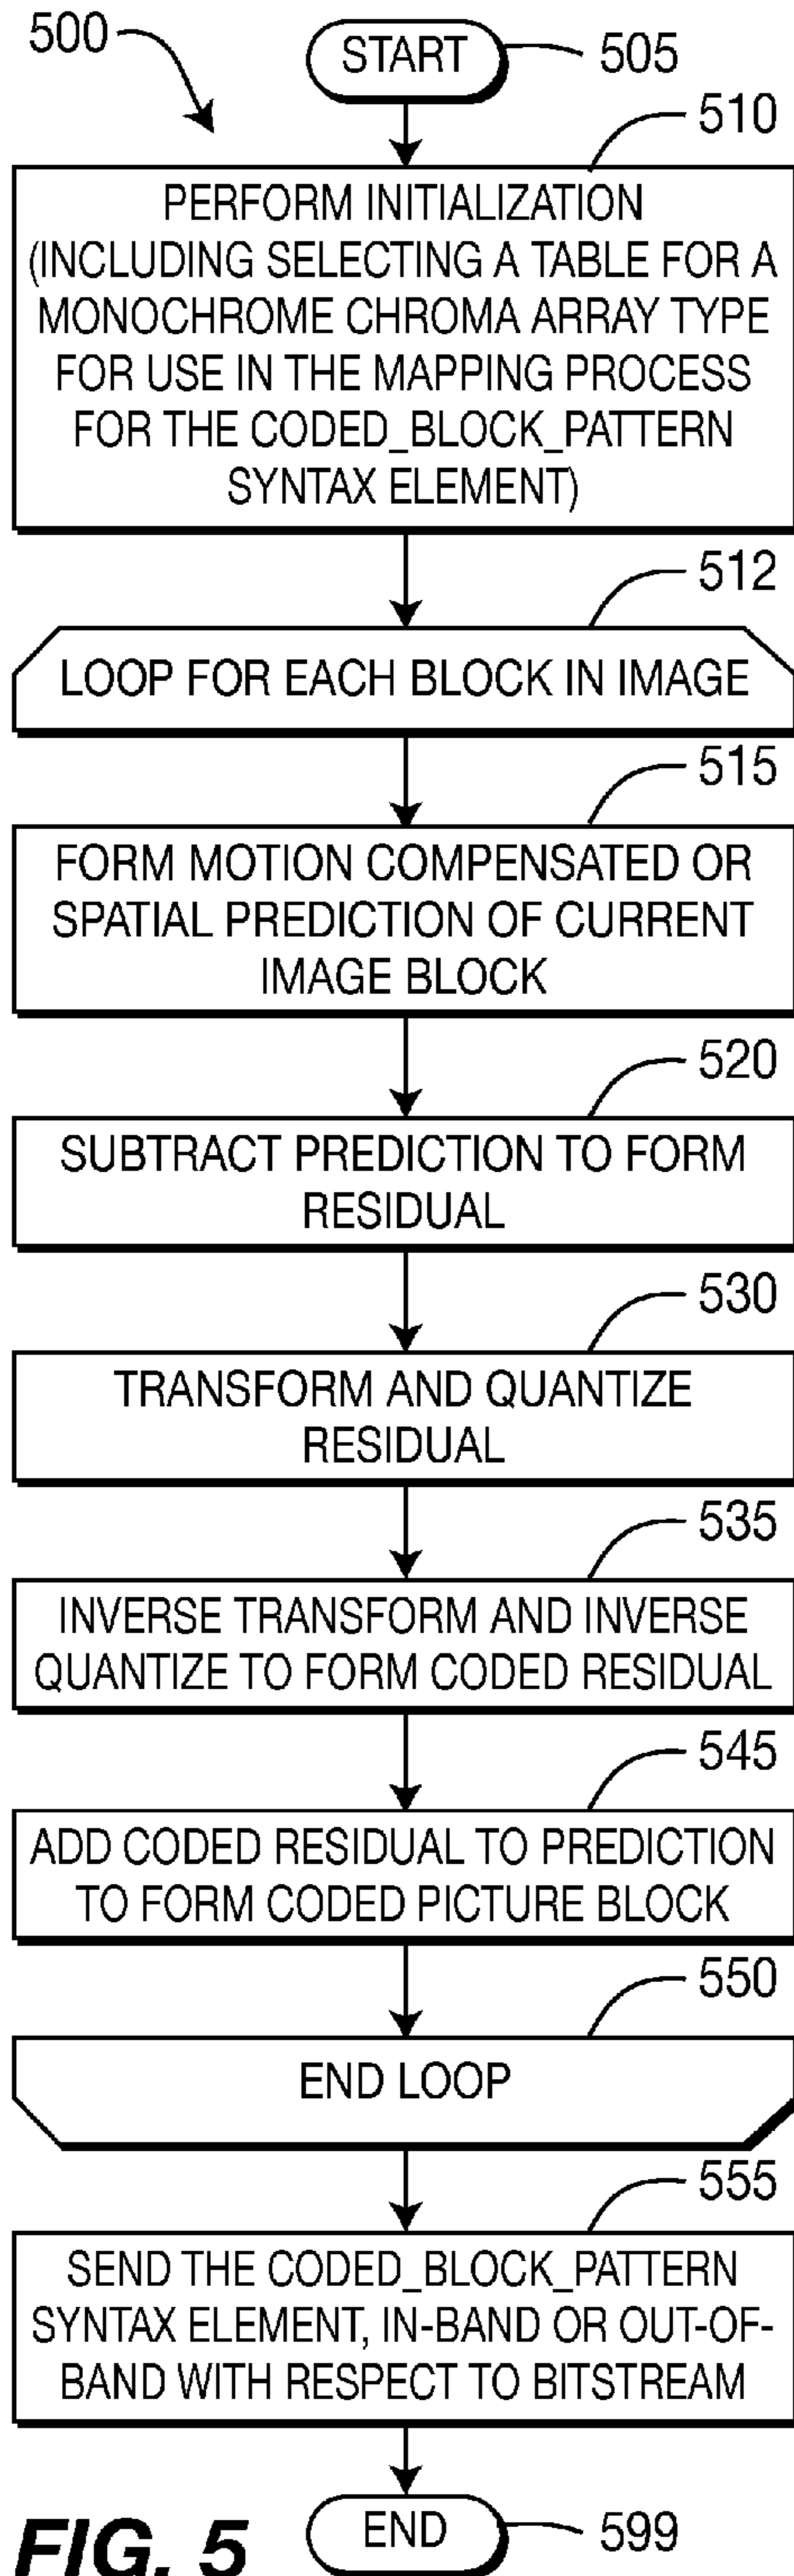 500
START
505
510
PERFORM INITIALIZATION
(INCLUDING SELECTING A TABLE FOR A
MONOCHROME CHROMA ARRAY TYPE
FOR USE IN THE MAPPING PROCESS
FOR THE CODED_BLOCK_PATTERN
SYNTAX ELEMENT)
512
LOOP FOR EACH BLOCK IN IMAGE
515
FORM MOTION COMPENSATED OR
SPATIAL PREDICTION OF CURRENT
IMAGE BLOCK
520
SUBTRACT PREDICTION TO FORM
RESIDUAL
530
TRANSFORM AND QUANTIZE
RESIDUAL
535
INVERSE TRANSFORM AND INVERSE
QUANTIZE TO FORM CODED RESIDUAL
545
ADD CODED RESIDUAL TO PREDICTION
TO FORM CODED PICTURE BLOCK
550
END LOOP
555
SEND THE CODED_BLOCK_PATTERN
SYNTAX ELEMENT, IN-BAND OR OUT-OF-
BAND WITH RESPECT TO BITSTREAM
FIG. 5
END
599